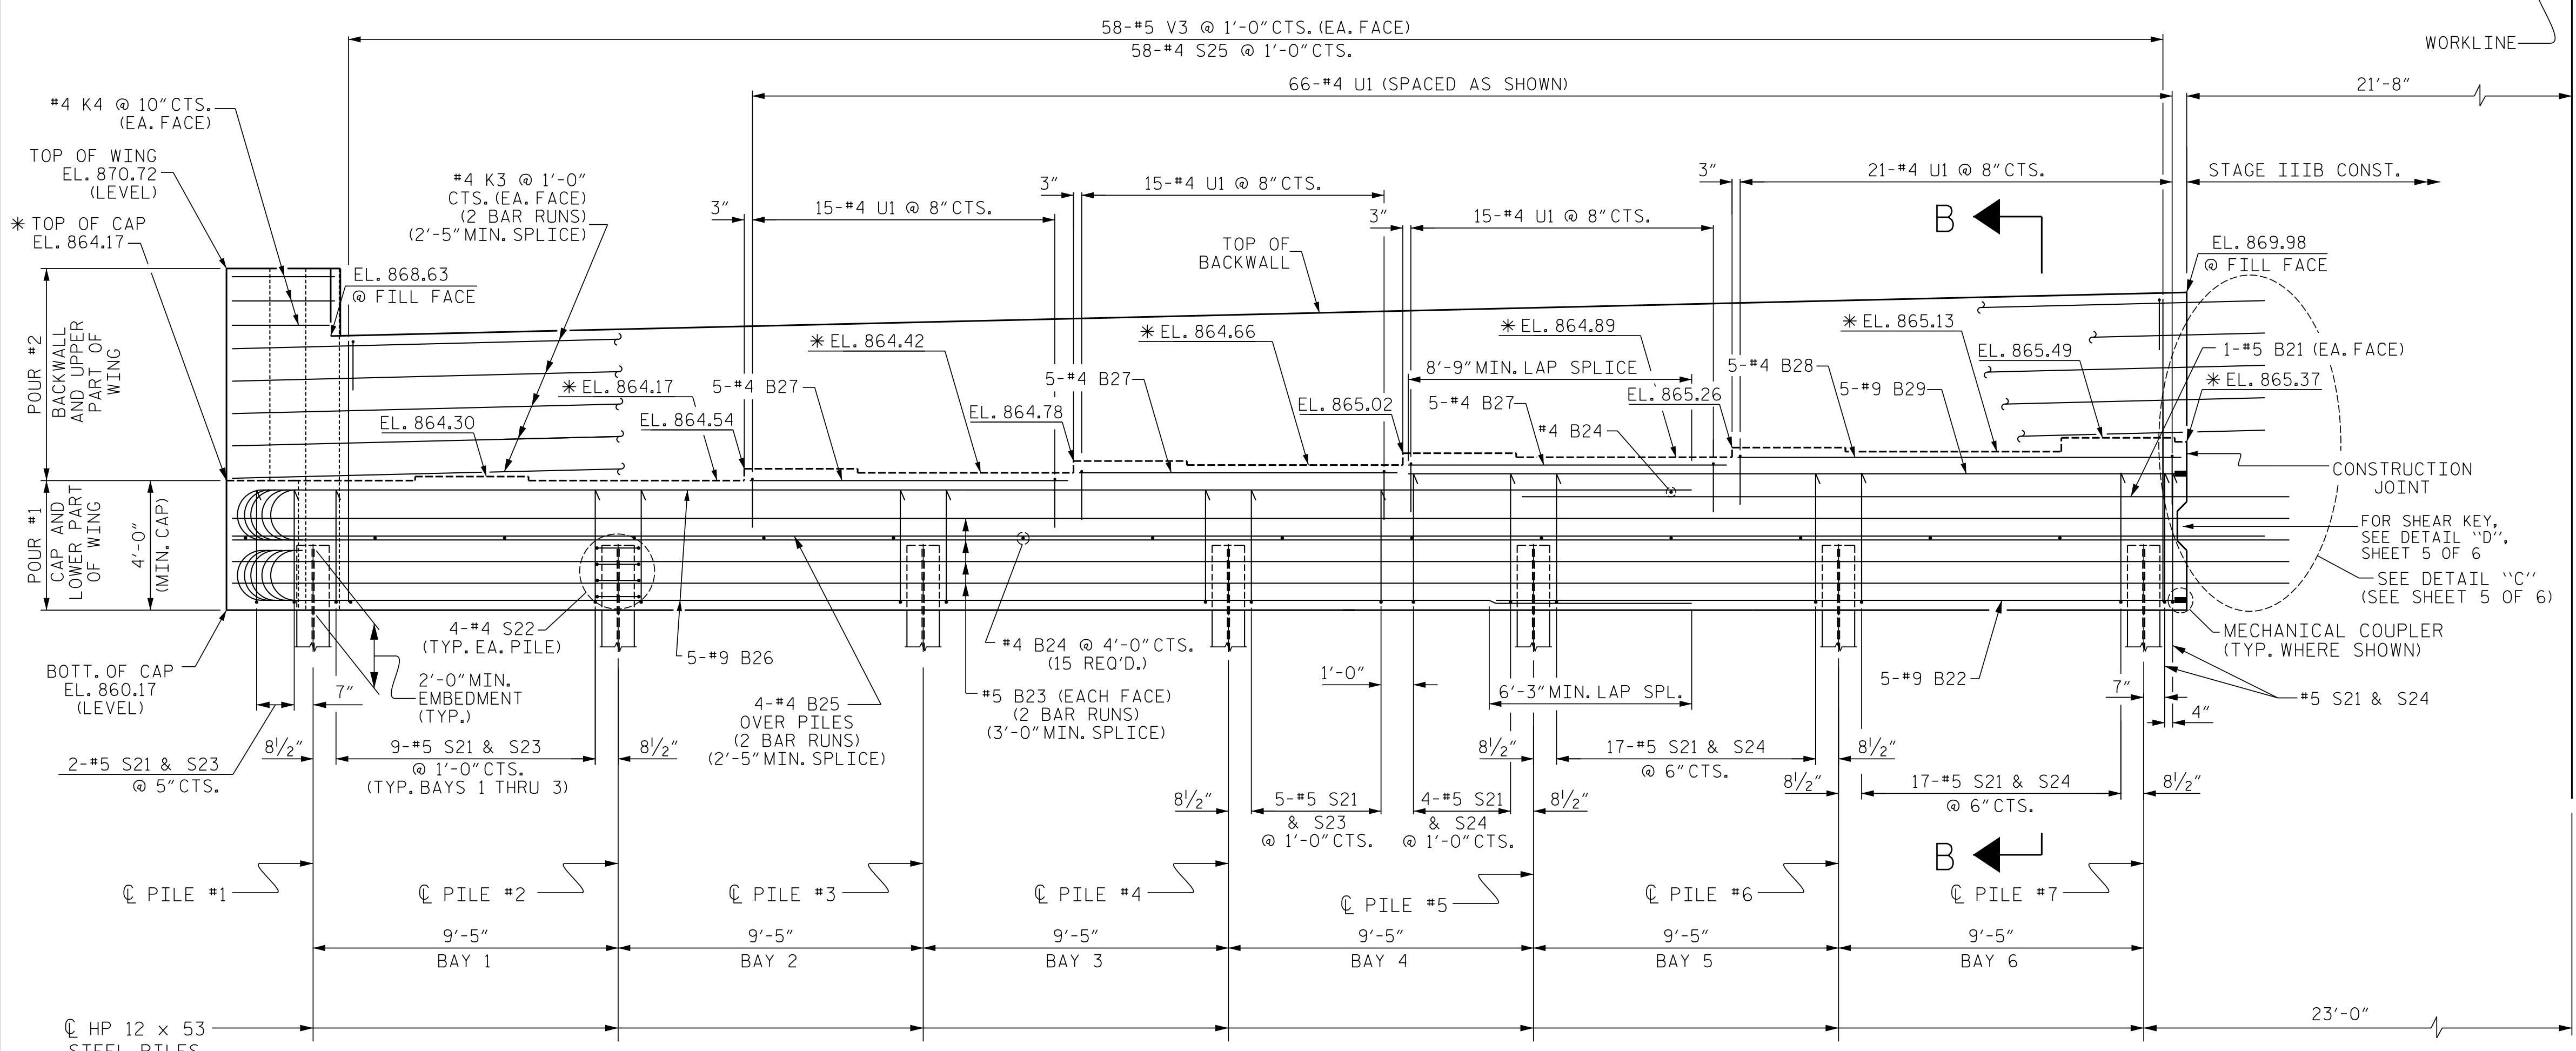 58-#5 V3 @ 1'-0" CTS. (EA. FACE)
58-#4 S25 @ 1'-0" CTS.
WORKLINE
66-#4 U1 (SPACED AS SHOWN)
21'-8"
#4 K4 @ 10" CTS.
(EA. FACE)
TOP OF WING
EL. 870.72
(LEVEL)
✳ TOP OF CAP
EL. 864.17
#4 K3 @ 1'-0"
CTS. (EA. FACE)
(2 BAR RUNS)
(2'-5" MIN. SPLICE)
3"
15-#4 U1 @ 8" CTS.
3"
15-#4 U1 @ 8" CTS.
3"
15-#4 U1 @ 8" CTS.
3"
21-#4 U1 @ 8" CTS.
STAGE IIIB CONST.
B
TOP OF
BACKWALL
EL. 869.98
@ FILL FACE
EL. 868.63
@ FILL FACE
POUR #2
BACKWALL
AND UPPER
PART OF
WING
✳ EL. 864.42
✳ EL. 864.66
✳ EL. 864.89
✳ EL. 865.13
EL. 865.49
1-#5 B21 (EA. FACE)
✳ EL. 865.37
✳ EL. 864.17
5-#4 B27
5-#4 B27
8'-9" MIN. LAP SPLICE
5-#4 B28
5-#9 B29
EL. 864.30
EL. 864.54
EL. 864.78
EL. 865.02
5-#4 B27
EL. 865.26
#4 B24
CONSTRUCTION
JOINT
POUR #1
CAP AND
LOWER PART
OF WING
4'-0"
(MIN. CAP)
FOR SHEAR KEY,
SEE DETAIL "D",
SHEET 5 OF 6
SEE DETAIL "C"
(SEE SHEET 5 OF 6)
MECHANICAL COUPLER
(TYP. WHERE SHOWN)
BOTT. OF CAP
EL. 860.17
(LEVEL)
7"
2'-0" MIN.
EMBEDMENT
(TYP.)
4-#4 S22
(TYP. EA. PILE)
5-#9 B26
4-#4 B25
OVER PILES
(2 BAR RUNS)
(2'-5" MIN. SPLICE)
#4 B24 @ 4'-0" CTS.
(15 REQ'D.)
#5 B23 (EACH FACE)
(2 BAR RUNS)
(3'-0" MIN. SPLICE)
1'-0"
6'-3" MIN. LAP SPL.
5-#9 B22
7"
4"
#5 S21 & S24
2-#5 S21 & S23
@ 5" CTS.
8½"
9-#5 S21 & S23
@ 1'-0" CTS.
(TYP. BAYS 1 THRU 3)
8½"
8½"
5-#5 S21
& S23
@ 1'-0" CTS.
4-#5 S21
& S24
@ 1'-0" CTS.
8½"
8½"
17-#5 S21 & S24
@ 6" CTS.
8½"
8½"
17-#5 S21 & S24
@ 6" CTS.
8½"
B
℄ PILE #1
℄ PILE #2
℄ PILE #3
℄ PILE #4
℄ PILE #5
℄ PILE #6
℄ PILE #7
9'-5"
BAY 1
9'-5"
BAY 2
9'-5"
BAY 3
9'-5"
BAY 4
9'-5"
BAY 5
9'-5"
BAY 6
℄ HP 12 x 53
STEEL PILES
23'-0"